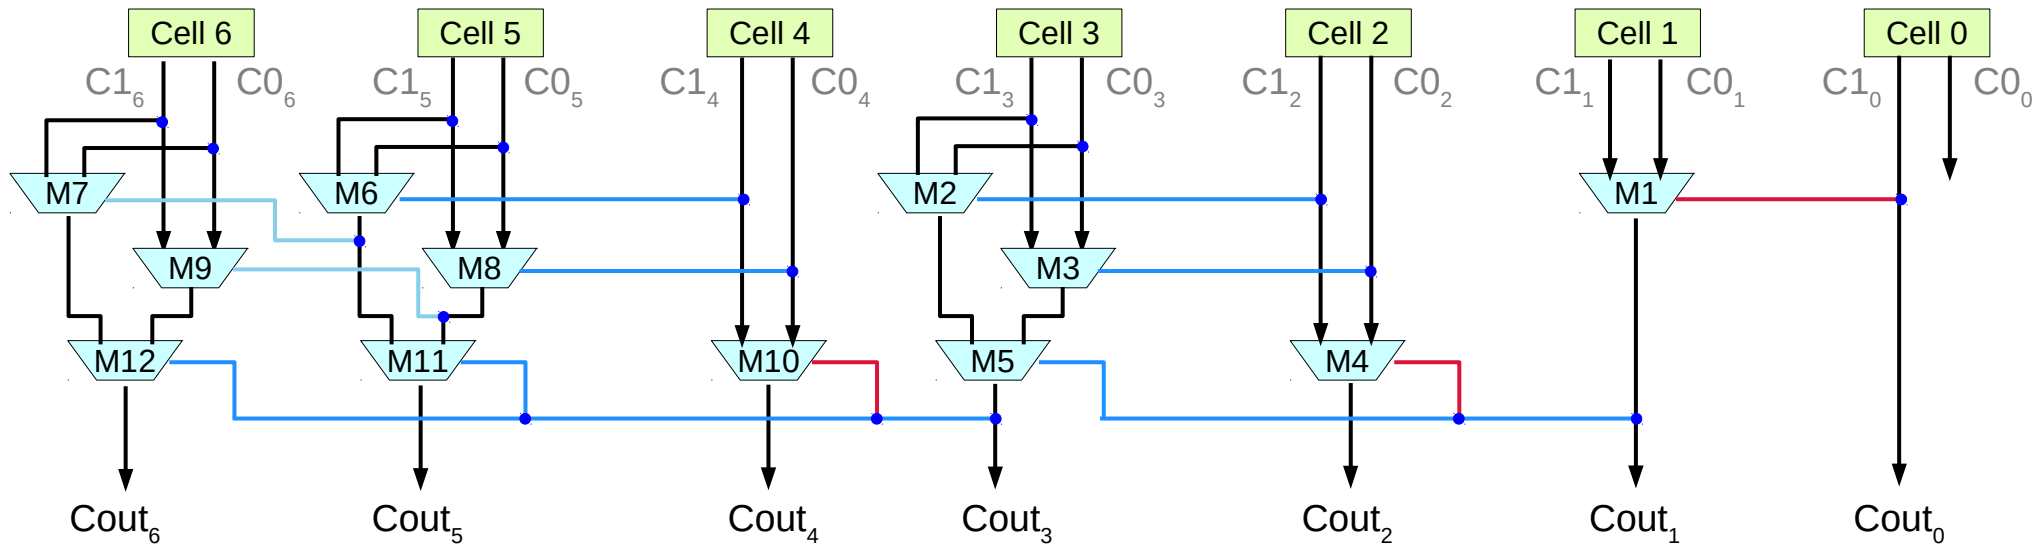 Cell 6 Cell 5 Cell 4 Cell 3 Cell 2 Cell 1 Cell 0
C1₆ C0₆ C1₅ C0₅ C1₄ C0₄ C1₃ C0₃ C1₂ C0₂ C1₁ C0₁ C1₀ C0₀
M7 M6 M2 M1
M9 M8 M3
M12 M11 M10 M5 M4
Cout₆ Cout₅ Cout₄ Cout₃ Cout₂ Cout₁ Cout₀